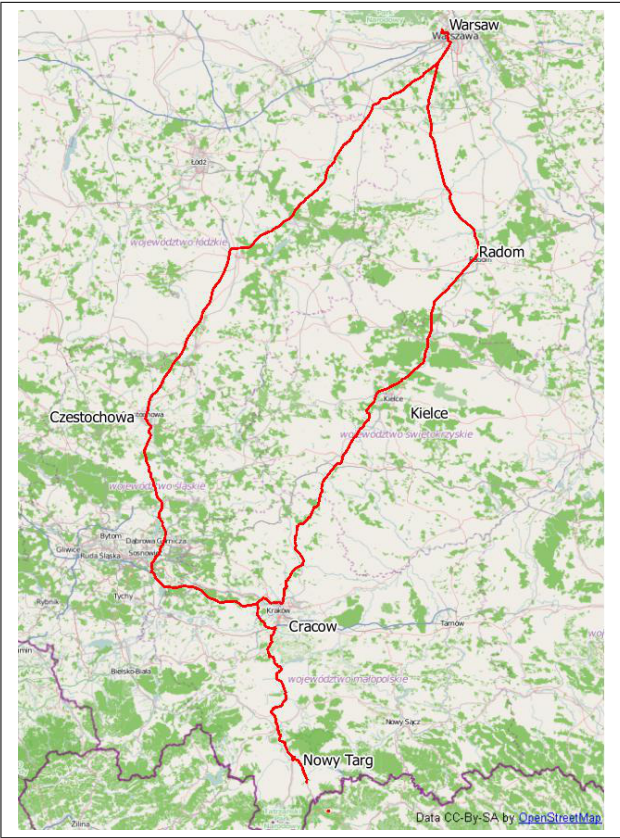 Warsaw
Warszawa
Łódź
województwo łódzkie
Radom
Radom
Kielce
Kielce
Czestochowa
województwo świętokrzyskie
województwo śląskie
Bytom
Dąbrowa Górnicza
Gliwice
Ruda Śląska
Sosnowiec
Tychy
Rybnik
Kraków
Cracow
Tarnów
Bielsko-Biała
województwo małopolskie
Nowy Sącz
Nowy Targ
Žilina
Data CC-By-SA by OpenStreetMap